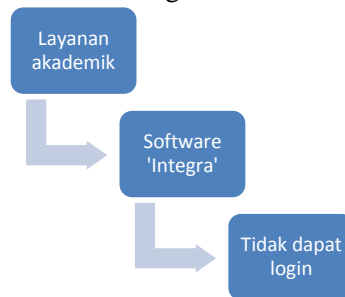 Layanan
akademik
Software
'Integra'
Tidak dapat
login